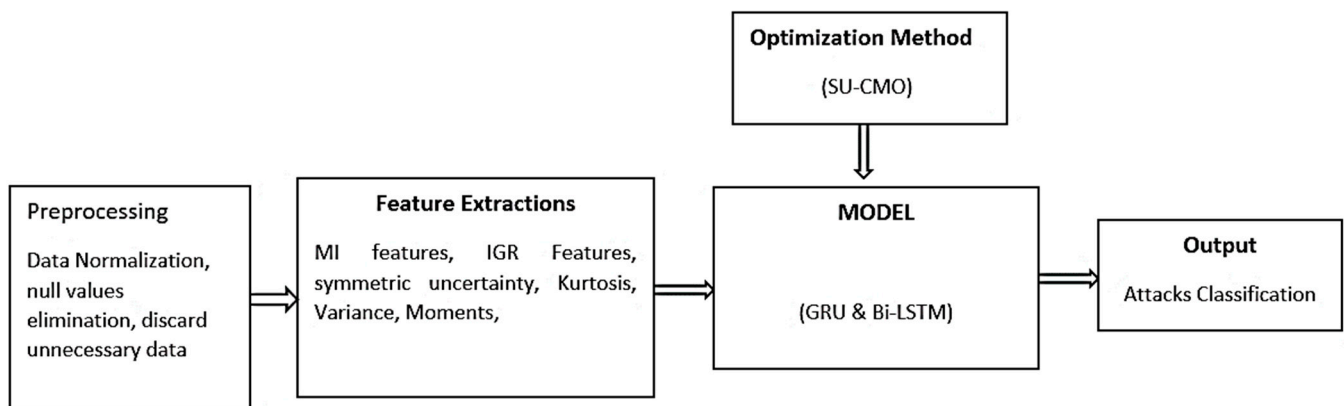 Preprocessing
Data Normalization,
null values
elimination, discard
unnecessary data
Feature Extractions
MI features, IGR Features,
symmetric uncertainty, Kurtosis,
Variance, Moments,
Optimization Method
(SU-CMO)
MODEL
(GRU & Bi-LSTM)
Output
Attacks Classification